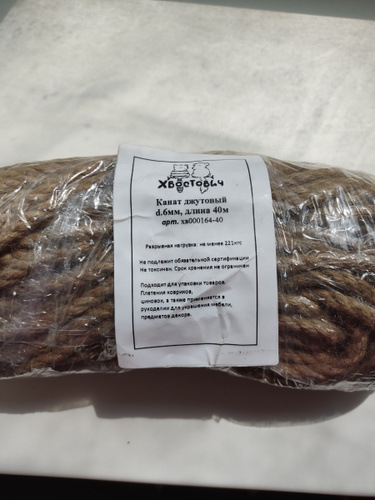 Хвостович
Канат джутовый
d.6мм, длина 40м
арт. хв000164-40
Разрывная нагрузка: не менее 221кгс
Не подлежит обязательной сертификации
Не токсичен. Срок хранения не ограничен
Подходит для упаковки товаров.
Плетения ковриков,
циновок, а также применяется в
рукоделии для украшения мебели,
предметов декора.